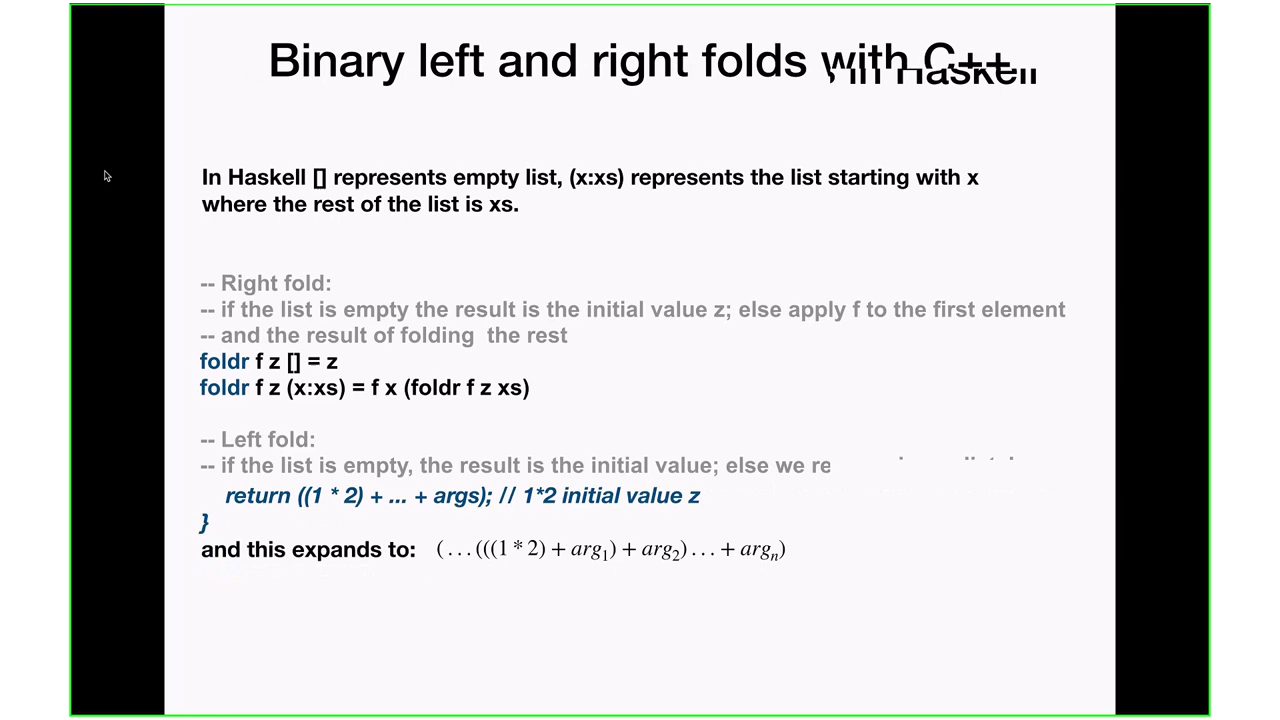 Binary left and right folds with C++
In Haskell [] represents empty list, (x:xs) represents the list starting with x
where the rest of the list is xs.
-- Right fold:
-- if the list is empty the result is the initial value z; else apply f to the first element
-- and the result of folding  the rest
foldr f z [] = z
foldr f z (x:xs) = f x (foldr f z xs)
-- Left fold:
-- if the list is empty, the result is the initial value; else we
return ((1 * 2) + ... + args); // 1*2 initial value z
}
and this expands to: (...(((1 * 2) + arg₁) + arg₂)... + argₙ)